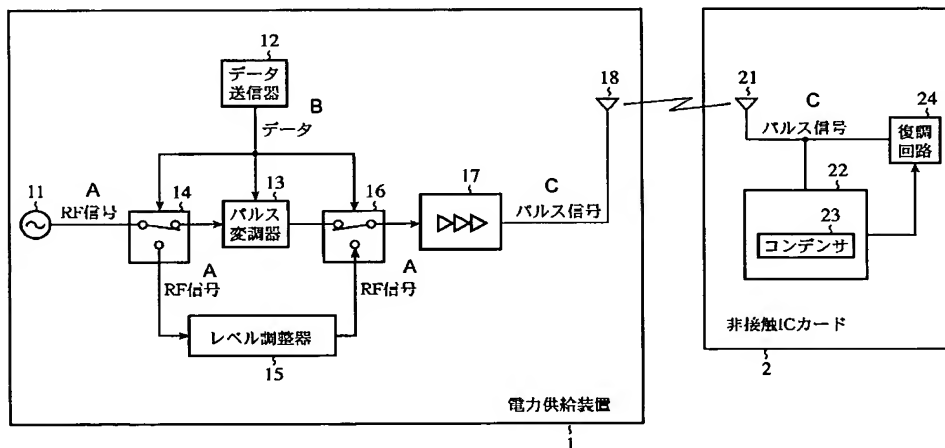 12
データ
送信器
B
データ
18
21
C
パルス信号
24
復調
回路
11
A
RF信号
14
13
パルス
変調器
16
17
C
パルス信号
22
23
コンデンサ
A
RF信号
A
RF信号
レベル調整器
15
非接触ICカード
2
電力供給装置
1